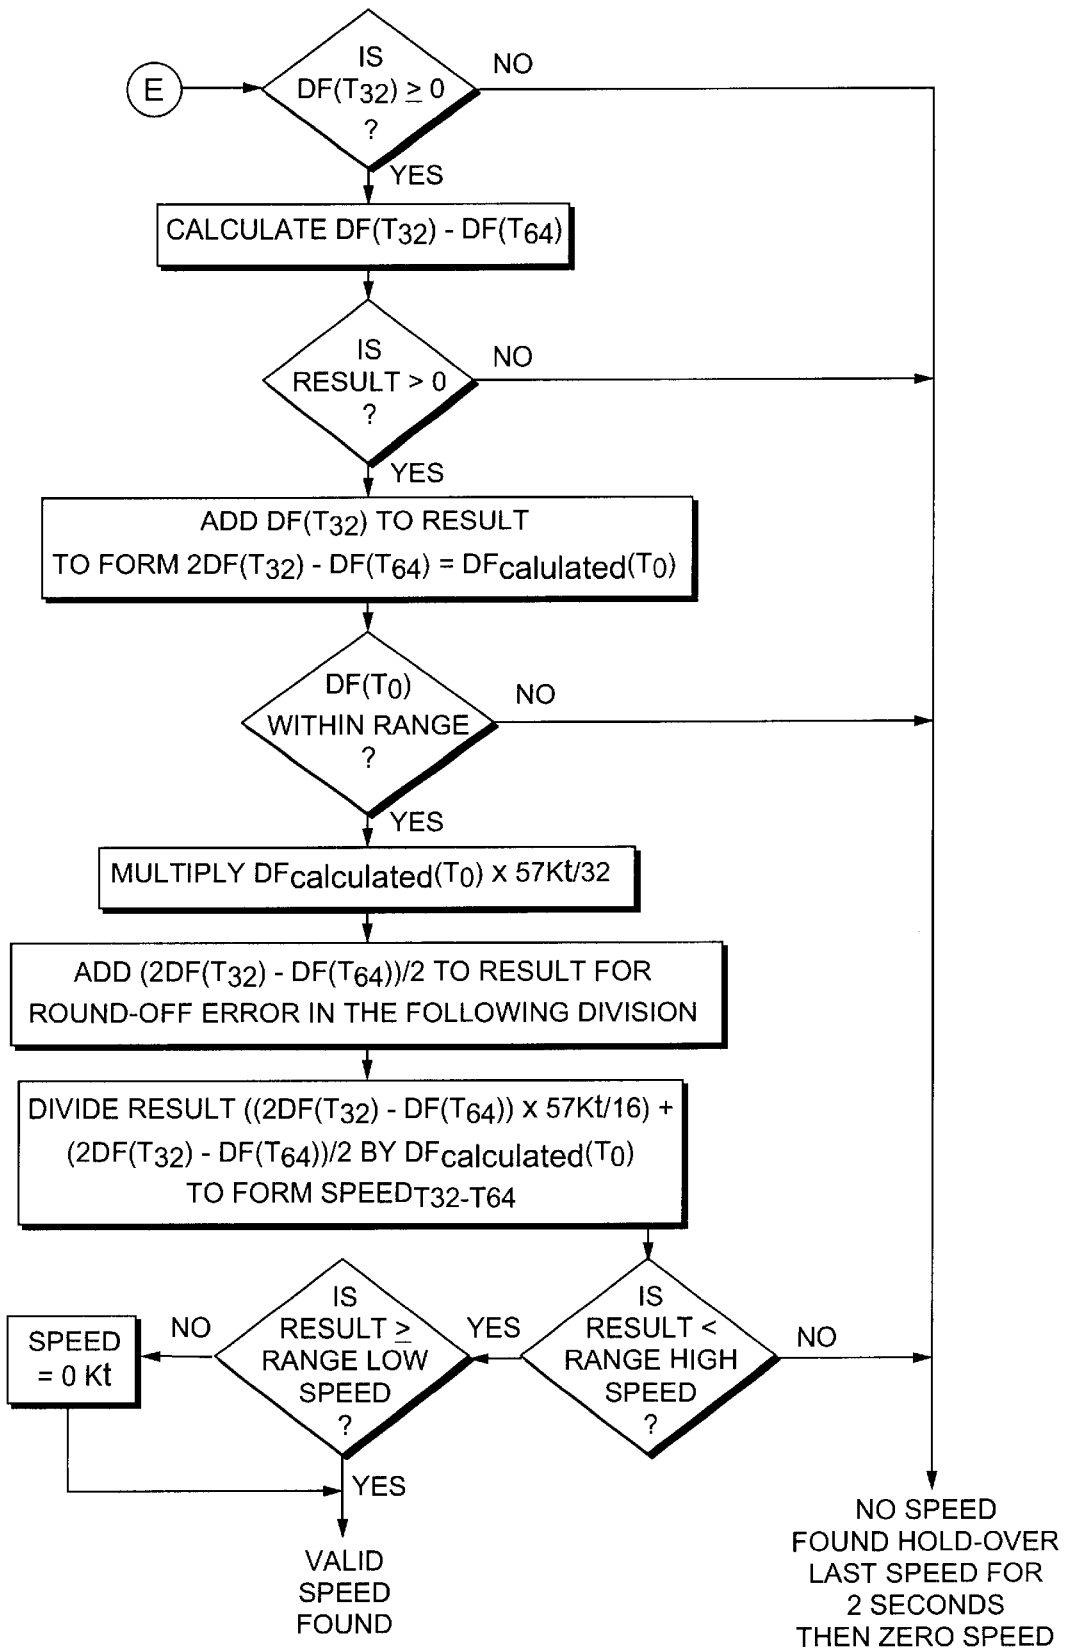 IS
DF(T32) ≥ 0
?
NO
E
YES
CALCULATE DF(T32) - DF(T64)
IS
RESULT > 0
?
NO
YES
ADD DF(T32) TO RESULT
TO FORM 2DF(T32) - DF(T64) = DFcalulated(T0)
DF(T0)
WITHIN RANGE
?
NO
YES
MULTIPLY DFcalculated(T0) x 57Kt/32
ADD (2DF(T32) - DF(T64))/2 TO RESULT FOR
ROUND-OFF ERROR IN THE FOLLOWING DIVISION
DIVIDE RESULT ((2DF(T32) - DF(T64)) x 57Kt/16) +
(2DF(T32) - DF(T64))/2 BY DFcalculated(T0)
TO FORM SPEEDT32-T64
IS
RESULT <
RANGE HIGH
SPEED
?
NO
YES
IS
RESULT ≥
RANGE LOW
SPEED
?
NO
SPEED
= 0 Kt
YES
VALID
SPEED
FOUND
NO SPEED
FOUND HOLD-OVER
LAST SPEED FOR
2 SECONDS
THEN ZERO SPEED